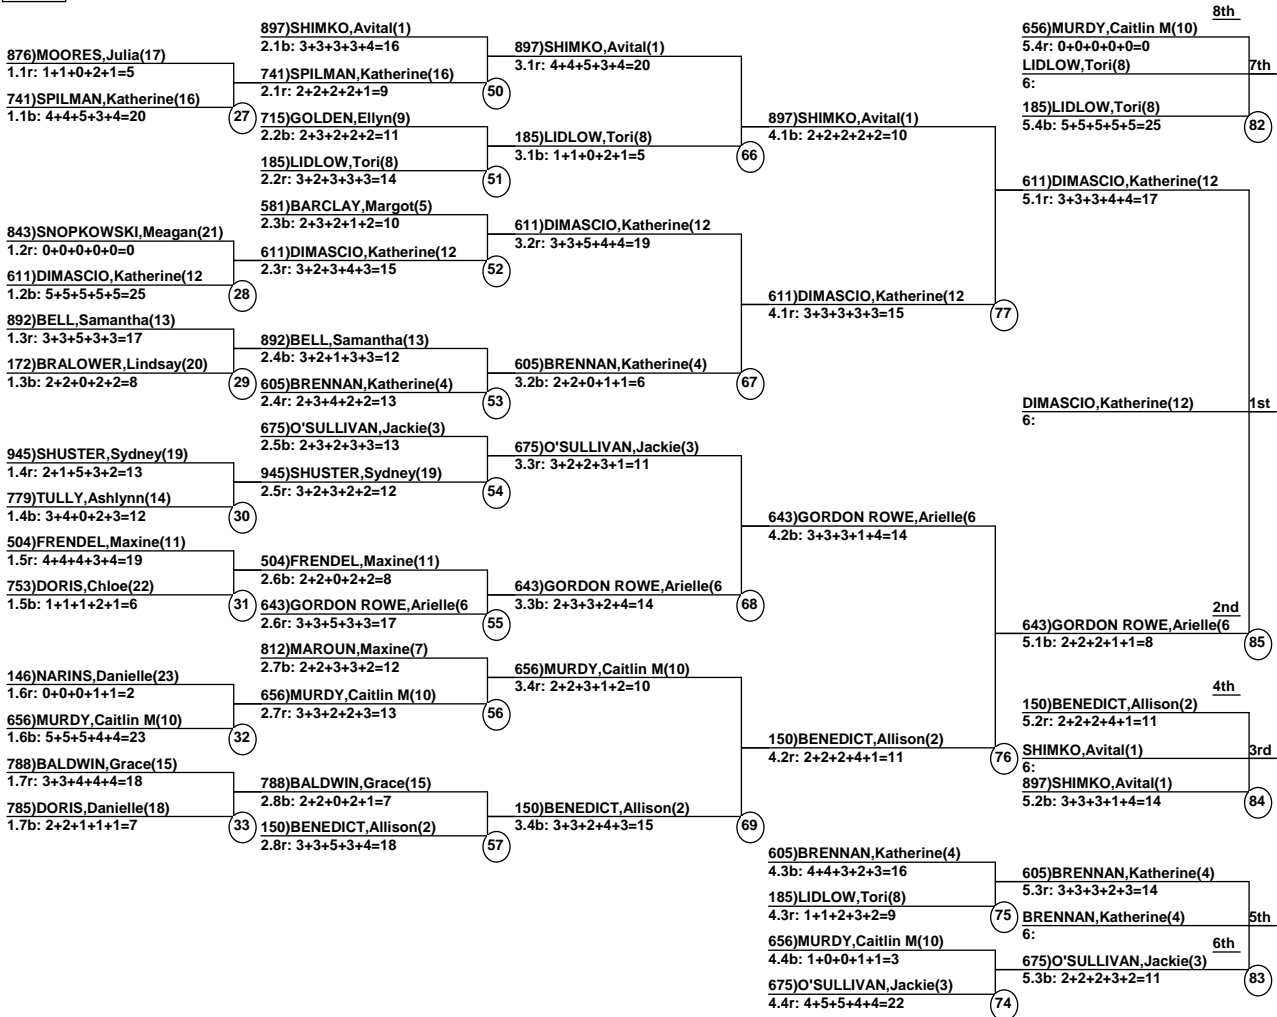 876)MOORES,Julia(17)
1.1r: 1+1+0+2+1=5
741)SPILMAN,Katherine(16)
1.1b: 4+4+5+3+4=20
27
843)SNOPKOWSKI,Meagan(21)
1.2r: 0+0+0+0+0=0
611)DIMASCIO,Katherine(12
1.2b: 5+5+5+5+5=25
28
892)BELL,Samantha(13)
1.3r: 3+3+5+3+3=17
172)BRALOWER,Lindsay(20)
1.3b: 2+2+0+2+2=8
29
945)SHUSTER,Sydney(19)
1.4r: 2+1+5+3+2=13
779)TULLY,Ashlynn(14)
1.4b: 3+4+0+2+3=12
30
504)FRENDEL,Maxine(11)
1.5r: 4+4+4+3+4=19
753)DORIS,Chloe(22)
1.5b: 1+1+1+2+1=6
31
146)NARINS,Danielle(23)
1.6r: 0+0+0+1+1=2
656)MURDY,Caitlin M(10)
1.6b: 5+5+5+4+4=23
32
788)BALDWIN,Grace(15)
1.7r: 3+3+4+4+4=18
785)DORIS,Danielle(18)
1.7b: 2+2+1+1+1=7
33
897)SHIMKO,Avital(1)
2.1b: 3+3+3+3+4=16
741)SPILMAN,Katherine(16)
2.1r: 2+2+2+2+1=9
50
715)GOLDEN,Ellyn(9)
2.2b: 2+3+2+2+2=11
185)LIDLOW,Tori(8)
2.2r: 3+2+3+3+3=14
51
581)BARCLAY,Margot(5)
2.3b: 2+3+2+1+2=10
611)DIMASCIO,Katherine(12
2.3r: 3+2+3+4+3=15
52
892)BELL,Samantha(13)
2.4b: 3+2+1+3+3=12
605)BRENNAN,Katherine(4)
2.4r: 2+3+4+2+2=13
53
675)O'SULLIVAN,Jackie(3)
2.5b: 2+3+2+3+3=13
945)SHUSTER,Sydney(19)
2.5r: 3+2+3+2+2=12
54
504)FRENDEL,Maxine(11)
2.6b: 2+2+0+2+2=8
643)GORDON ROWE,Arielle(6
2.6r: 3+3+5+3+3=17
55
812)MAROUN,Maxine(7)
2.7b: 2+2+3+3+2=12
656)MURDY,Caitlin M(10)
2.7r: 3+3+2+2+3=13
56
788)BALDWIN,Grace(15)
2.8b: 2+2+0+2+1=7
150)BENEDICT,Allison(2)
2.8r: 3+3+5+3+4=18
57
897)SHIMKO,Avital(1)
3.1r: 4+4+5+3+4=20
185)LIDLOW,Tori(8)
3.1b: 1+1+0+2+1=5
66
611)DIMASCIO,Katherine(12
3.2r: 3+3+5+4+4=19
605)BRENNAN,Katherine(4)
3.2b: 2+2+0+1+1=6
67
675)O'SULLIVAN,Jackie(3)
3.3r: 3+2+2+3+1=11
643)GORDON ROWE,Arielle(6
3.3b: 2+3+3+2+4=14
68
656)MURDY,Caitlin M(10)
3.4r: 2+2+3+1+2=10
150)BENEDICT,Allison(2)
3.4b: 3+3+2+4+3=15
69
897)SHIMKO,Avital(1)
4.1b: 2+2+2+2+2=10
611)DIMASCIO,Katherine(12
4.1r: 3+3+3+3+3=15
77
643)GORDON ROWE,Arielle(6
4.2b: 3+3+3+1+4=14
150)BENEDICT,Allison(2)
4.2r: 2+2+2+4+1=11
76
605)BRENNAN,Katherine(4)
4.3b: 4+4+3+2+3=16
185)LIDLOW,Tori(8)
4.3r: 1+1+2+3+2=9
75
656)MURDY,Caitlin M(10)
4.4b: 1+0+0+1+1=3
675)O'SULLIVAN,Jackie(3)
4.4r: 4+5+5+4+4=22
74
8th
656)MURDY,Caitlin M(10)
5.4r: 0+0+0+0+0=0
LIDLOW,Tori(8)
7th
6:
185)LIDLOW,Tori(8)
5.4b: 5+5+5+5+5=25
82
611)DIMASCIO,Katherine(12
5.1r: 3+3+3+4+4=17
DIMASCIO,Katherine(12)
1st
6:
2nd
643)GORDON ROWE,Arielle(6
5.1b: 2+2+2+1+1=8
85
4th
150)BENEDICT,Allison(2)
5.2r: 2+2+2+4+1=11
SHIMKO,Avital(1)
3rd
6:
897)SHIMKO,Avital(1)
5.2b: 3+3+3+1+4=14
84
605)BRENNAN,Katherine(4)
5.3r: 3+3+3+2+3=14
BRENNAN,Katherine(4)
5th
6:
6th
675)O'SULLIVAN,Jackie(3)
5.3b: 2+2+2+3+2=11
83